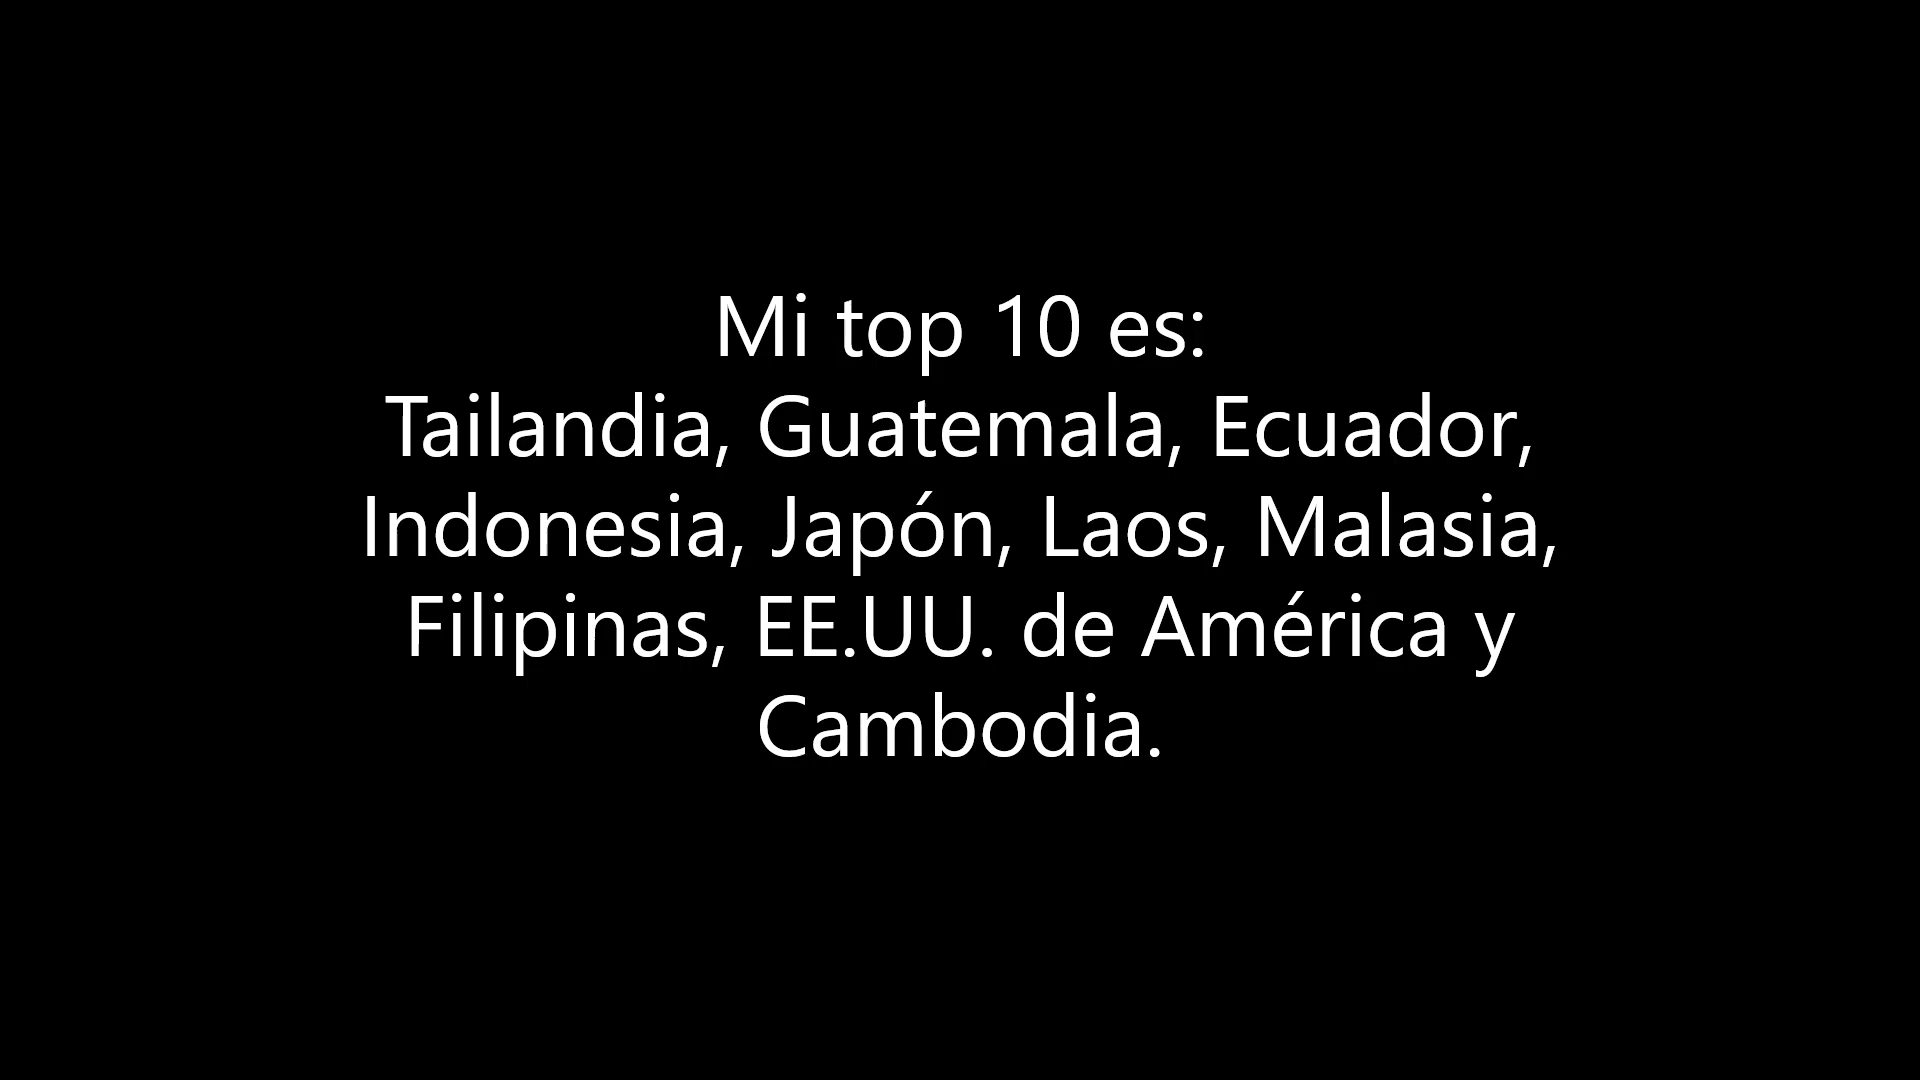 Mi top 10 es:
Tailandia, Guatemala, Ecuador,
Indonesia, Japón, Laos, Malasia,
Filipinas, EE.UU. de América y
Cambodia.